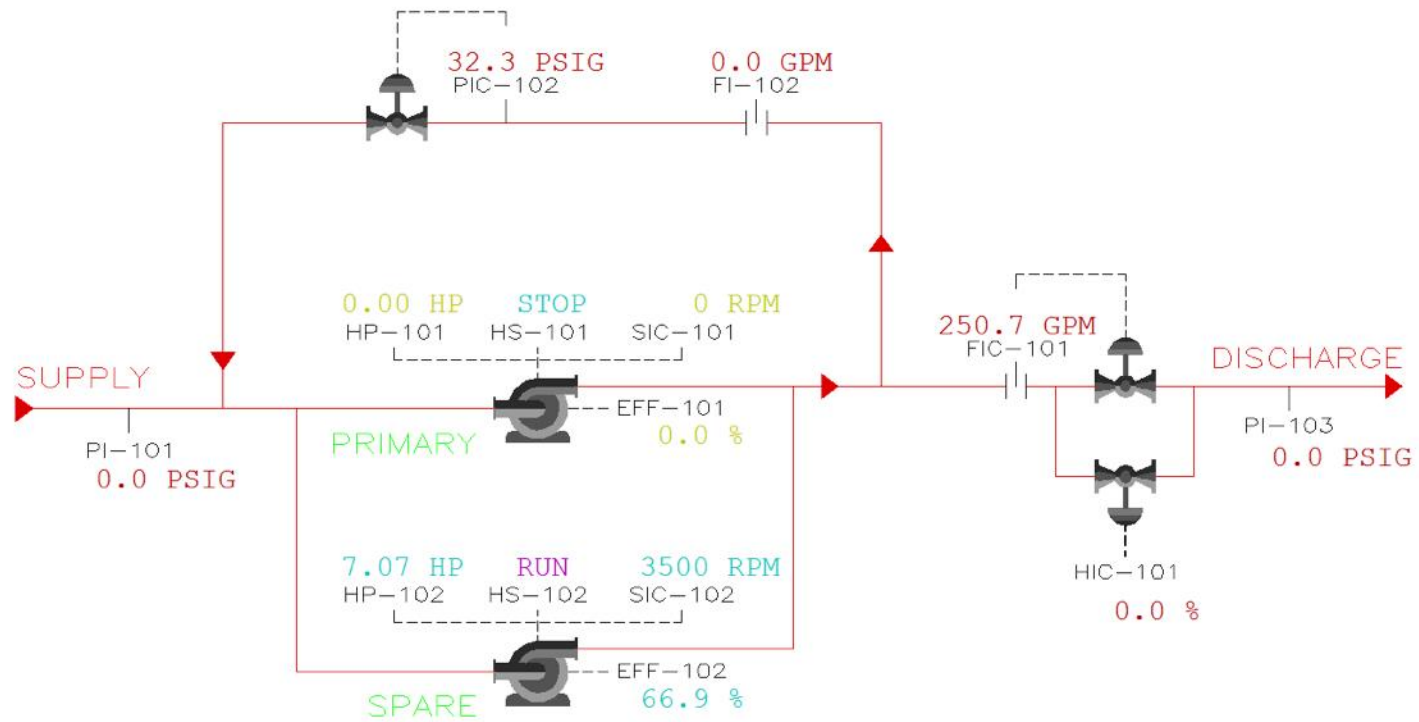 32.3 PSIG
PIC-102
0.0 GPM
FI-102
0.00 HP
STOP
0 RPM
HP-101
HS-101
SIC-101
250.7 GPM
FIC-101
SUPPLY
DISCHARGE
PI-101
0.0 PSIG
PRIMARY
EFF-101
0.0 %
PI-103
0.0 PSIG
7.07 HP
RUN
3500 RPM
HP-102
HS-102
SIC-102
HIC-101
0.0 %
SPARE
EFF-102
66.9 %